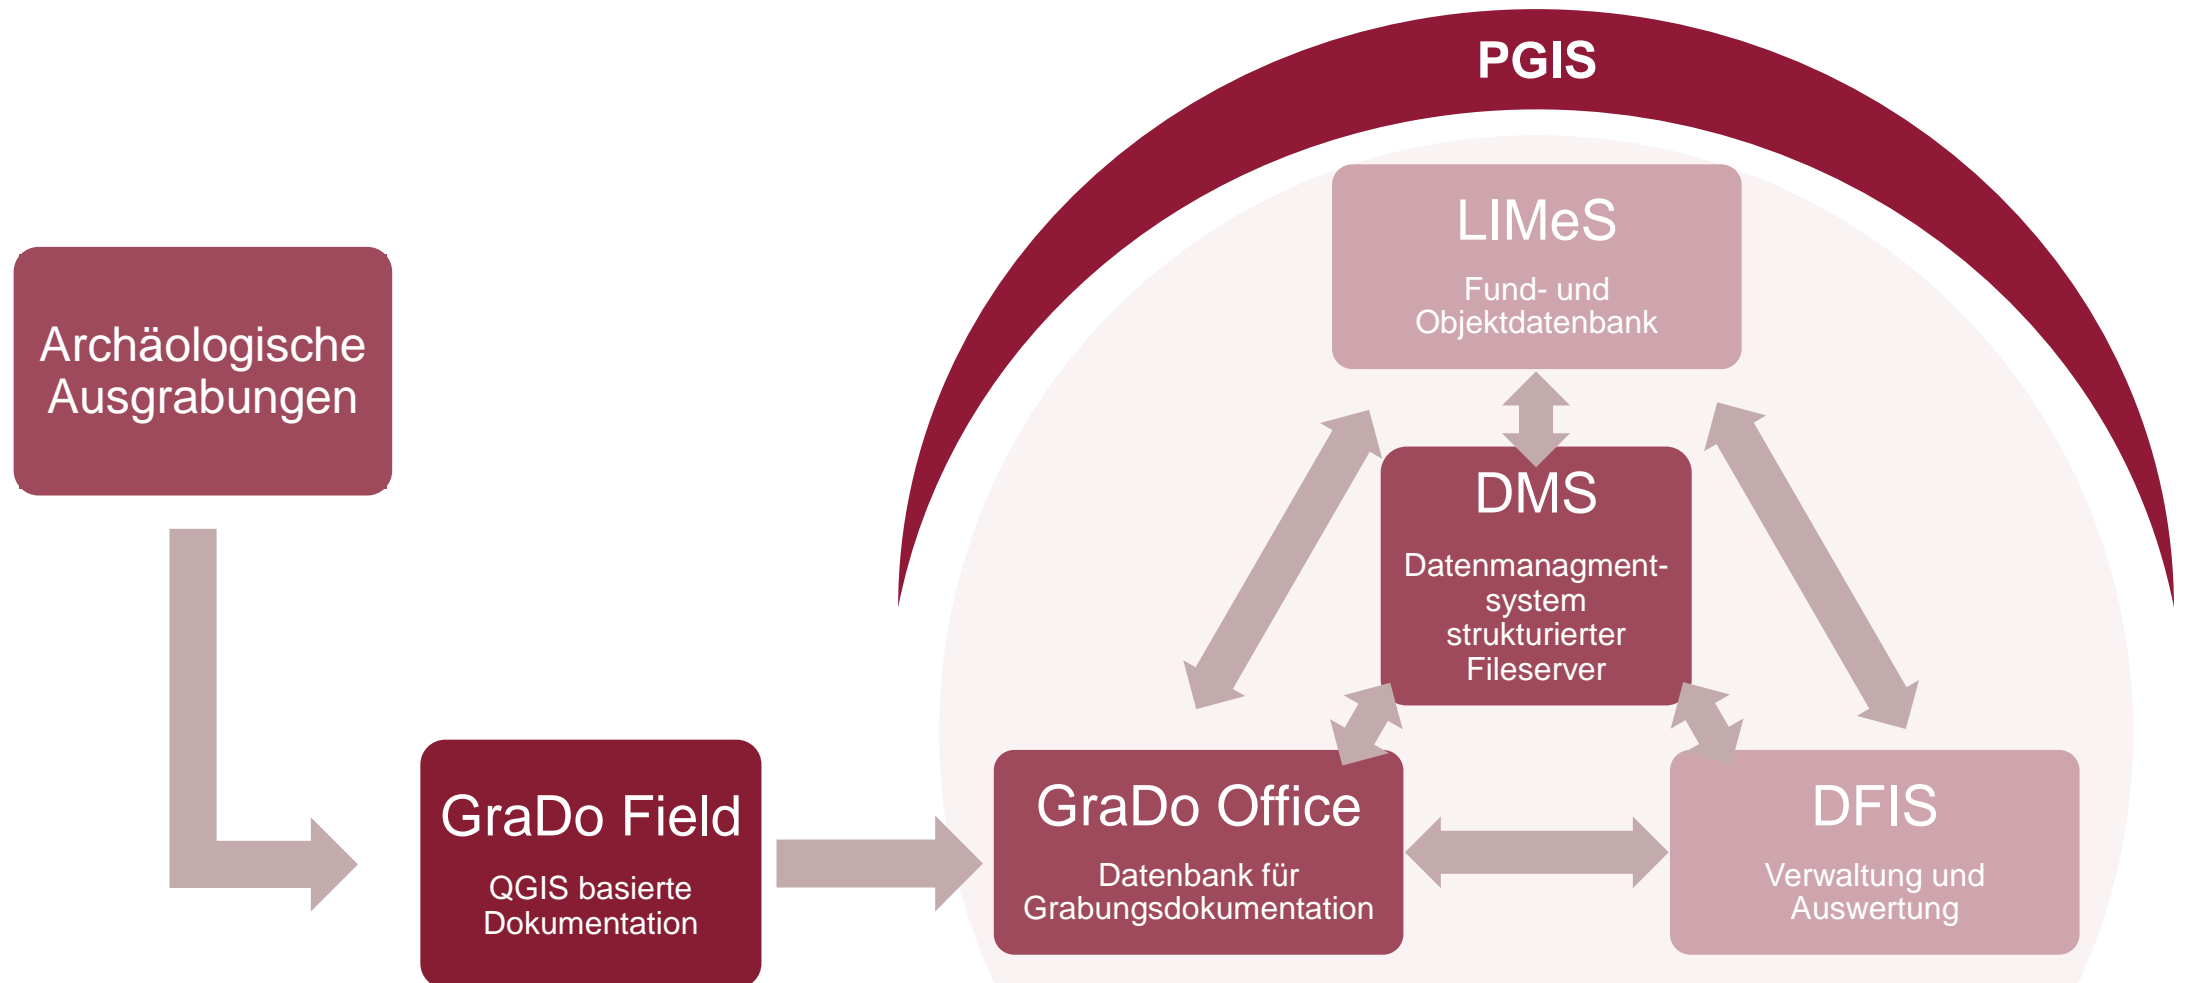 PGIS
LIMeS
Fund- und
Objektdatenbank
Archäologische
Ausgrabungen
DMS
Datenmanagment-
system
strukturierter
Fileserver
GraDo Field
QGIS basierte
Dokumentation
GraDo Office
Datenbank für
Grabungsdokumentation
DFIS
Verwaltung und
Auswertung